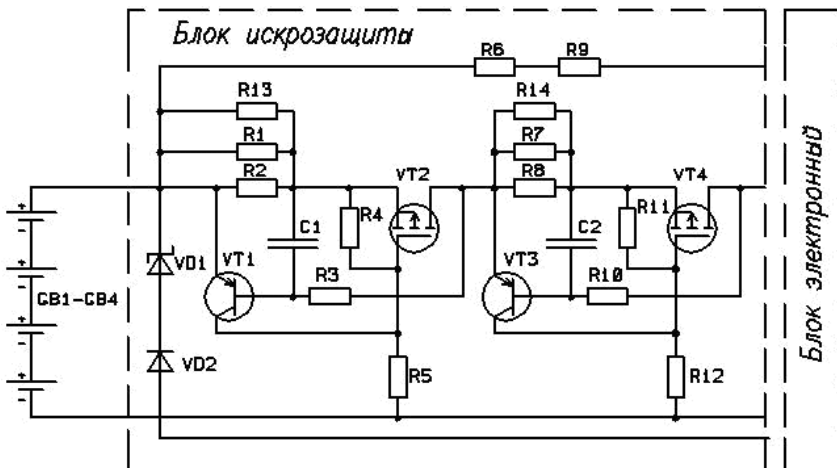 Блок искрозащиты
R6 R9
R13 R14
R1 R7
R2 VT2 R8 VT4
R4 R11
C1 C2
VD1 VT1 R3 VT3 R10
GB1-GB4
VD2 R5 R12
Блок электронный